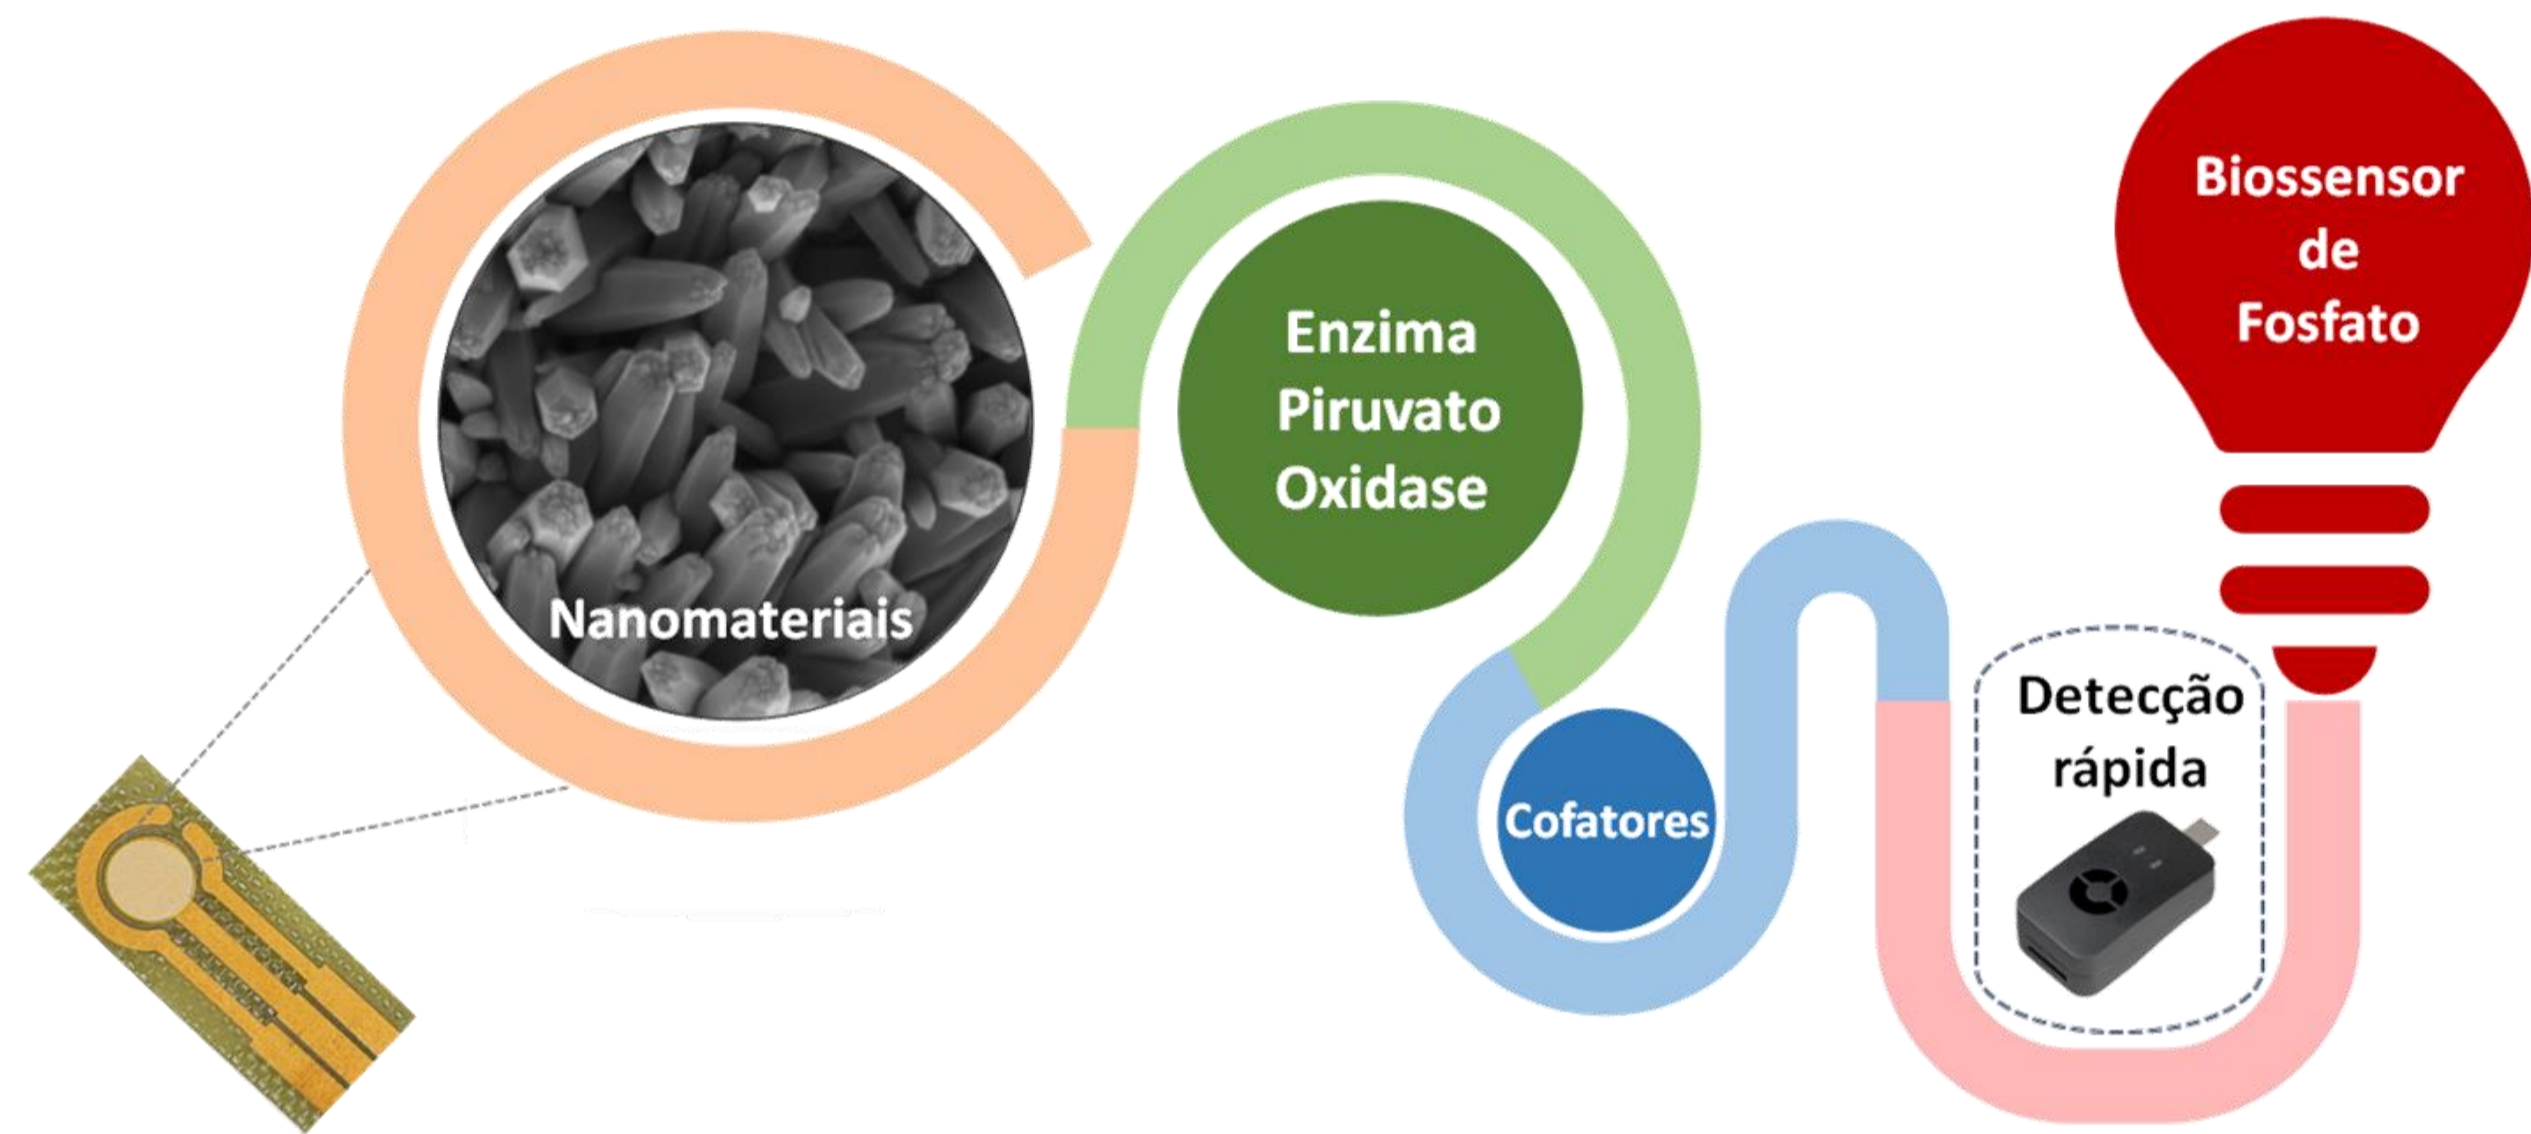 Nanomateriais
Enzima
Piruvato
Oxidase
Cofatores
Detecção
rápida
Biossensor
de
Fosfato